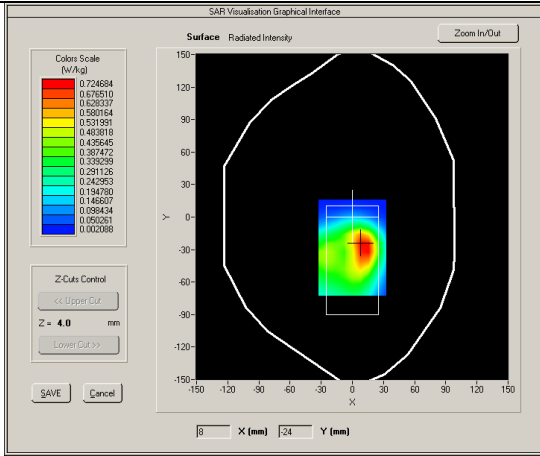 SAR Visualisation Graphical Interface
Surface Radiated Intensity
Zoom In/Out
Colors Scale
(W/kg)
0.724684
0.676510
0.628337
0.580164
0.531991
0.483818
0.435645
0.387472
0.339299
0.291126
0.242953
0.194780
0.146607
0.098434
0.050261
0.002088
150-
120-
90-
60-
30-
0-
-30-
-60-
-90-
-120-
-150-
Y
-150 -120 -90 -60 -30 0 30 60 90 120 150
X
Z-Cuts Control
<< Upper Cut
Z = 4.0 mm
Lower Cut >>
SAVE Cancel
8 X (mm) -24 Y (mm)